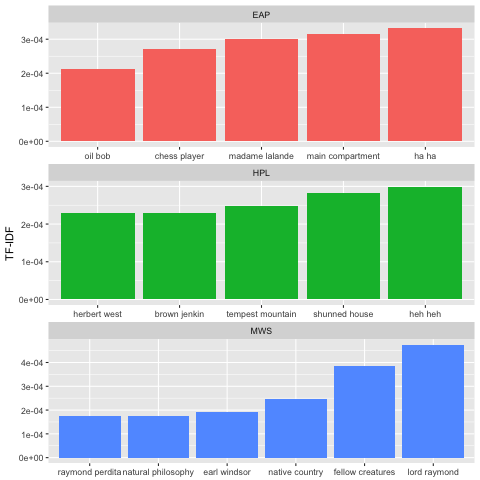 EAP
3e-04
2e-04
1e-04
0e+00
oil bob chess player madame lalande main compartment ha ha
HPL
3e-04
2e-04
1e-04
0e+00
herbert west brown jenkin tempest mountain shunned house heh heh
MWS
4e-04
3e-04
2e-04
1e-04
0e+00
raymond perdita natural philosophy earl windsor native country fellow creatures lord raymond
TF-IDF